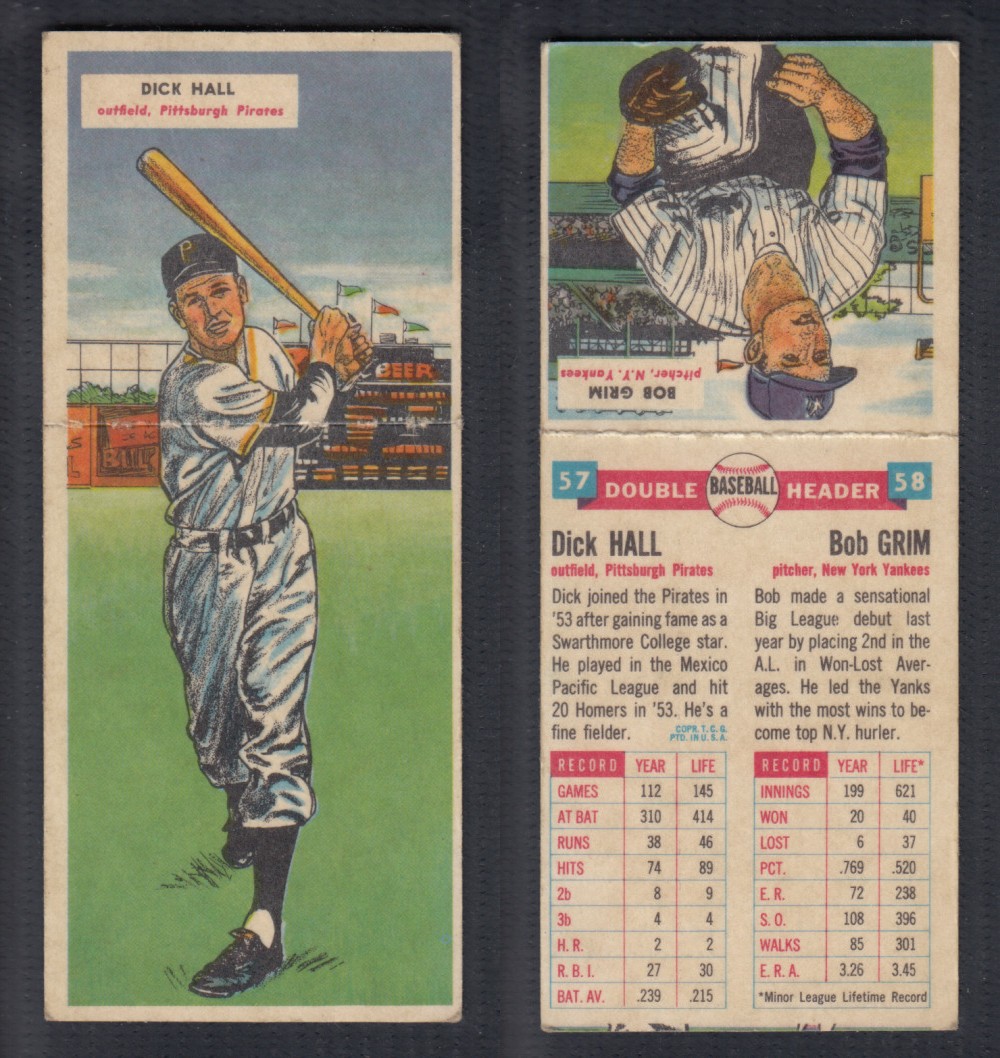 DICK HALL
outfield, Pittsburgh Pirates
P
BEER
BOB GRIM
pitcher, N.Y. Yankees
57 DOUBLE BASEBALL HEADER 58
Dick HALL
outfield, Pittsburgh Pirates
Dick joined the Pirates in
'53 after gaining fame as a
Swarthmore College star.
He played in the Mexico
Pacific League and hit
20 Homers in '53. He's a
fine fielder.
COPR. T. C. G.
PTD. IN U. S. A.
RECORD YEAR LIFE
GAMES 112 145
AT BAT 310 414
RUNS 38 46
HITS 74 89
2b 8 9
3b 4 4
H. R. 2 2
R. B. I. 27 30
BAT. AV. .239 .215
Bob GRIM
pitcher, New York Yankees
Bob made a sensational
Big League debut last
year by placing 2nd in the
A.L. in Won-Lost Aver-
ages. He led the Yanks
with the most wins to be-
come top N.Y. hurler.
RECORD YEAR LIFE*
INNINGS 199 621
WON 20 40
LOST 6 37
PCT. .769 .520
E. R. 72 238
S. O. 108 396
WALKS 85 301
E. R. A. 3.26 3.45
*Minor League Lifetime Record